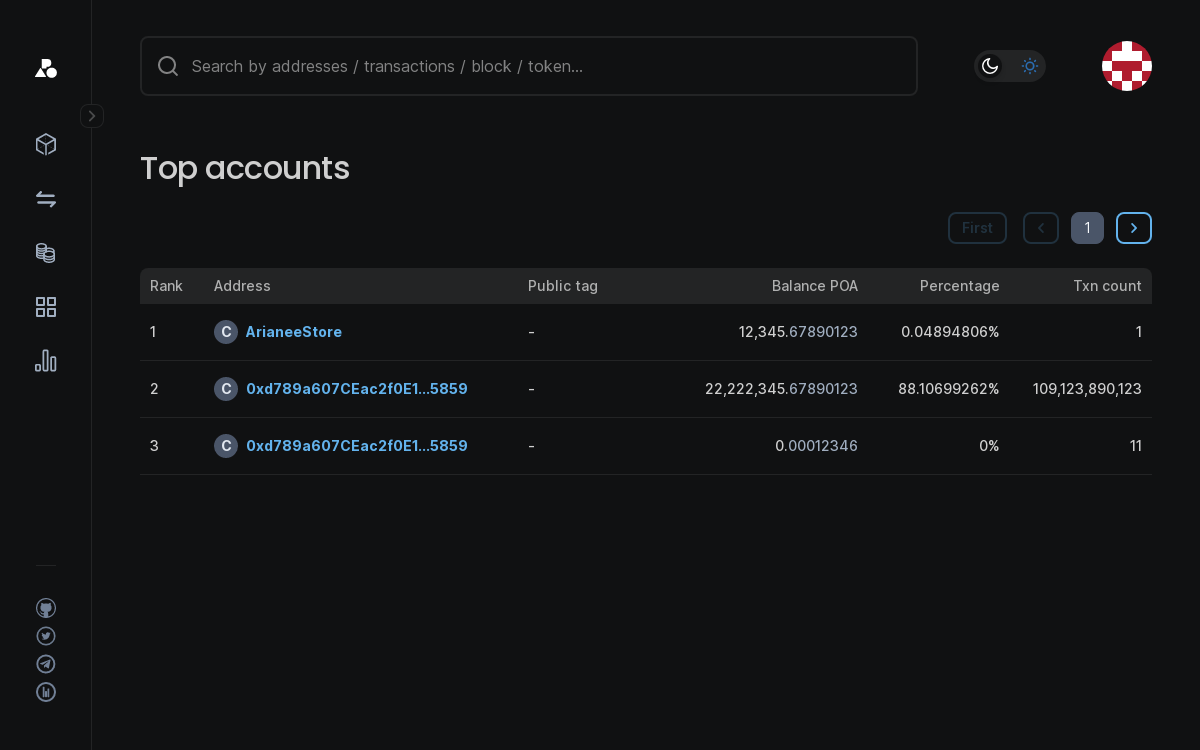 Search by addresses / transactions / block / token...
Top accounts
First 1
Rank Address Public tag Balance POA Percentage Txn count
1 C ArianeeStore - 12,345.67890123 0.04894806% 1
2 C 0xd789a607CEac2f0E1...5859 - 22,222,345.67890123 88.10699262% 109,123,890,123
3 C 0xd789a607CEac2f0E1...5859 - 0.00012346 0% 11